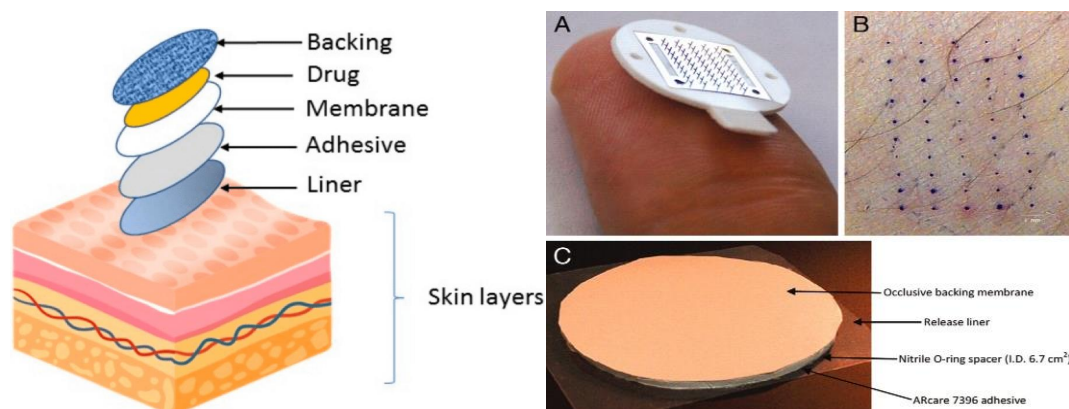 Backing
Drug
Membrane
Adhesive
Liner
Skin layers
A
B
C
Occlusive backing membrane
Release liner
Nitrile O-ring spacer (I.D. 6.7 cm²)
ARcare 7396 adhesive